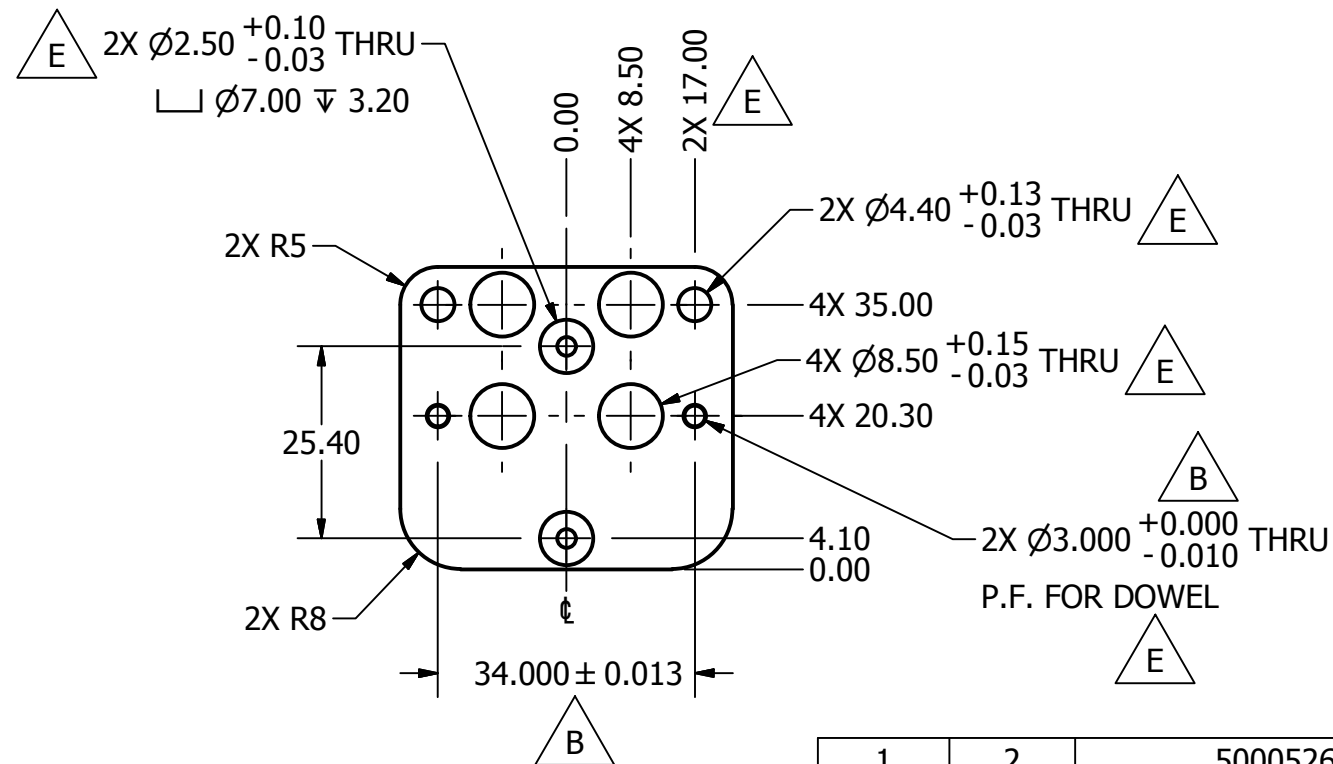 E
2X Ø2.50 +0.10 -0.03 THRU
⌴ Ø7.00 ↧ 3.20
0.00
4X 8.50
2X 17.00
E
2X Ø4.40 +0.13 -0.03 THRU
E
2X R5
4X 35.00
4X Ø8.50 +0.15 -0.03 THRU
E
4X 20.30
25.40
B
2X Ø3.000 +0.000 -0.010 THRU
P.F. FOR DOWEL
E
4.10
0.00
2X R8
℄
34.000 ± 0.013
B
1
2
5000526